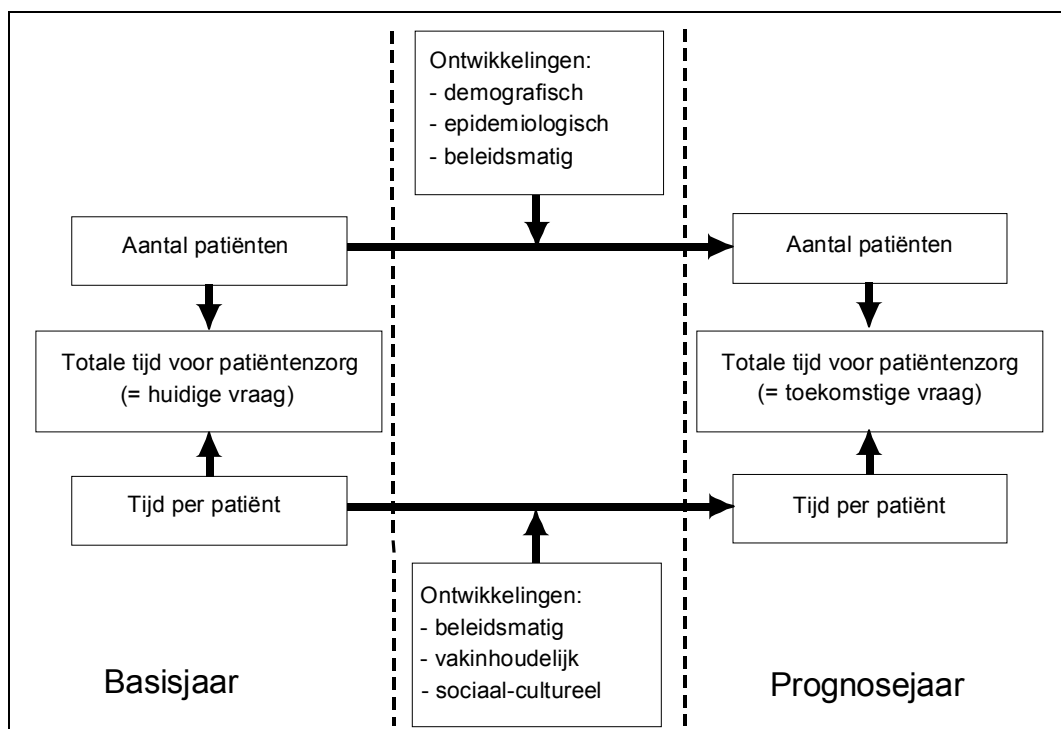 Ontwikkelingen:
- demografisch
- epidemiologisch
- beleidsmatig
Aantal patiënten
Aantal patiënten
Totale tijd voor patiëntenzorg
(= huidige vraag)
Totale tijd voor patiëntenzorg
(= toekomstige vraag)
Tijd per patiënt
Tijd per patiënt
Ontwikkelingen:
- beleidsmatig
- vakinhoudelijk
- sociaal-cultureel
Basisjaar
Prognosejaar